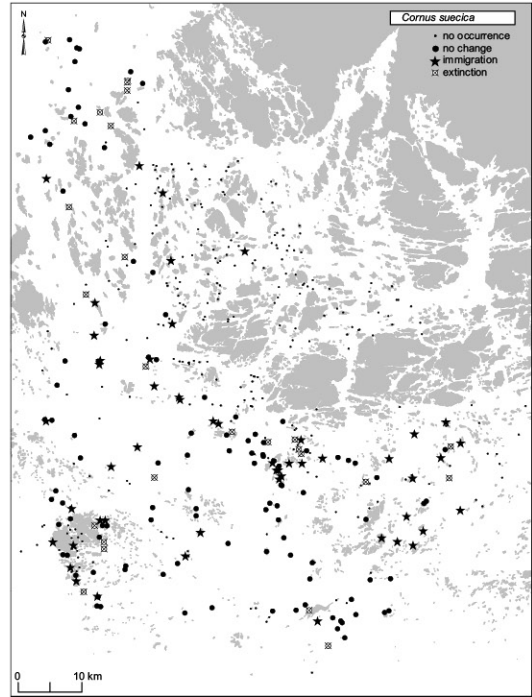 N
Cornus suecica
no occurrence
no change
immigration
extinction
0 10 km